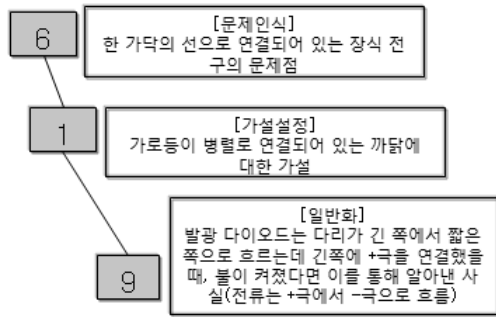 6
[문제인식]
한 가닥의 선으로 연결되어 있는 장식 전
구의 문제점
1
[가설설정]
가로등이 병렬로 연결되어 있는 까닭에
대한 가설
9
[일반화]
발광 다이오드는 다리가 긴 쪽에서 짧은
쪽으로 흐르는데 긴쪽에 +극을 연결했을
때, 불이 켜졌다면 이를 통해 알아낸 사
실(전류는 +극에서 -극으로 흐름)